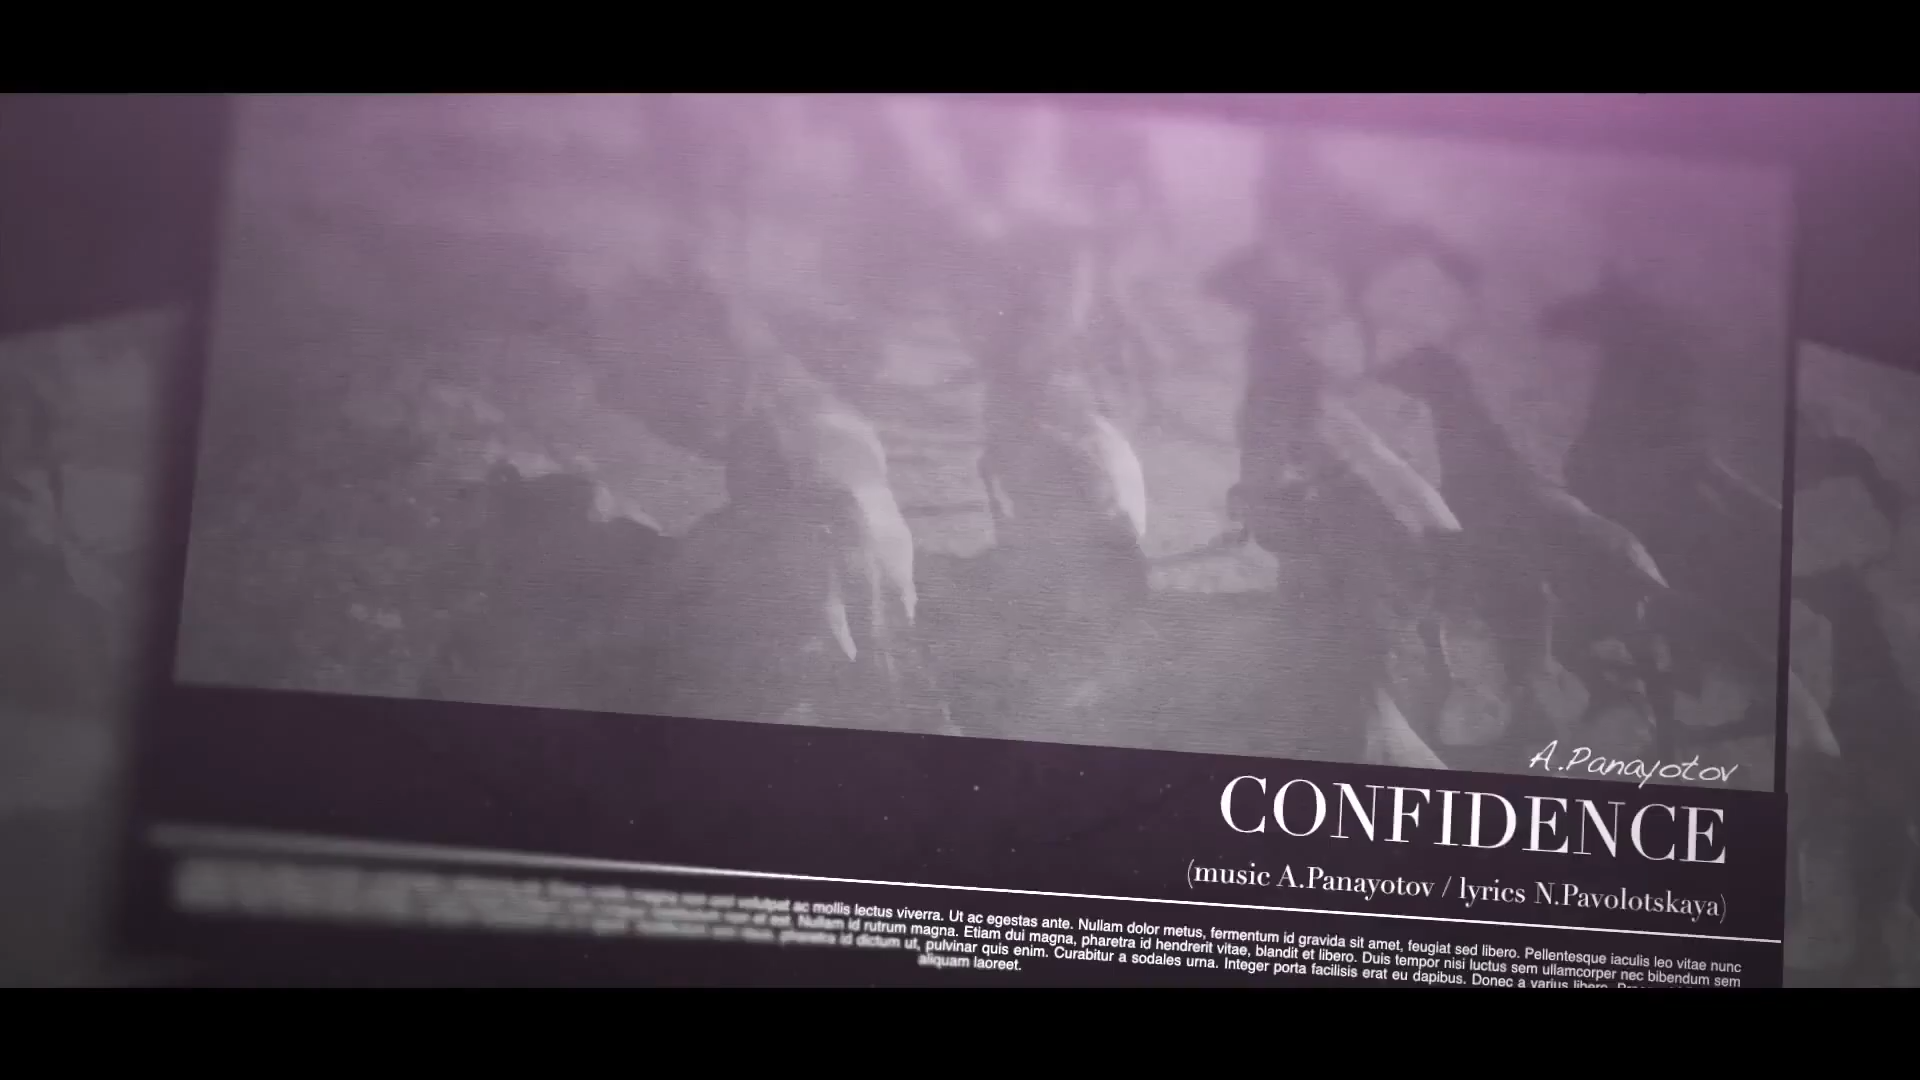 A.Panayotov
CONFIDENCE
(music A.Panayotov / lyrics N.Pavolotskaya)
ac mollis lectus viverra. Ut ac egestas ante. Nullam dolor metus, fermentum id gravida sit amet, feugiat sed libero. Pellentesque iaculis leo vitae nunc
Nullam id rutrum magna. Etiam dui magna, pharetra id hendrerit vitae, blandit et libero. Duis tempor nisi luctus sem ullamcorper nec bibendum sem
pharetra id dictum ut, pulvinar quis enim. Curabitur a sodales urna. Integer porta facilisis erat eu dapibus. Donec a varius libero.
aliquam laoreet.